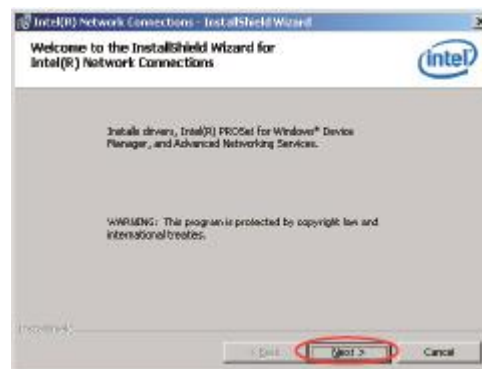 Intel(R) Network Connections - InstallShield Wizard
Welcome to the InstallShield Wizard for
Intel(R) Network Connections
intel
Installs drivers, Intel(R) PROSet for Windows* Device
Manager, and Advanced Networking Services.
WARNING: This program is protected by copyright law and
international treaties.
InstallShield
< Back
Next >
Cancel